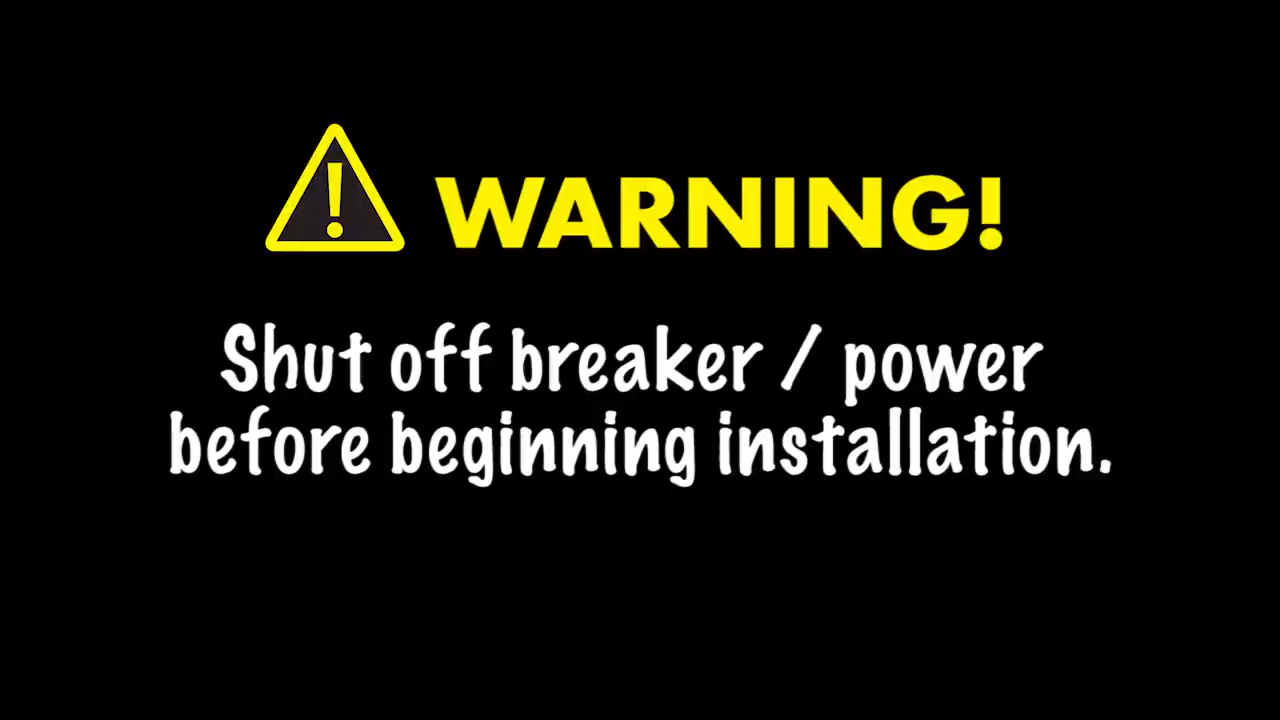 WARNING!
Shut off breaker / power
before beginning installation.